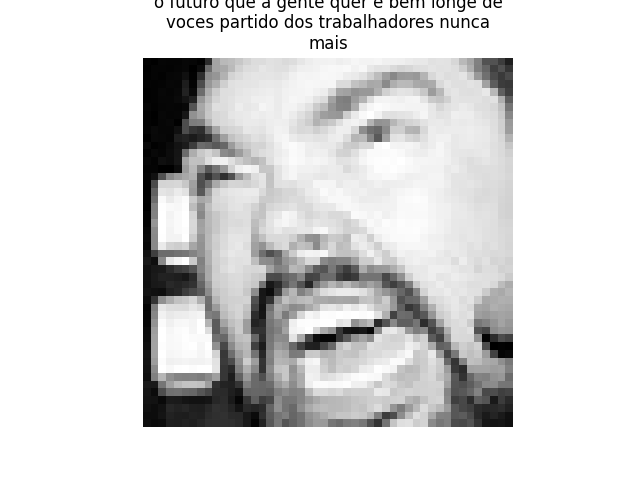 o futuro que a gente quer e bem longe de
voces partido dos trabalhadores nunca
mais